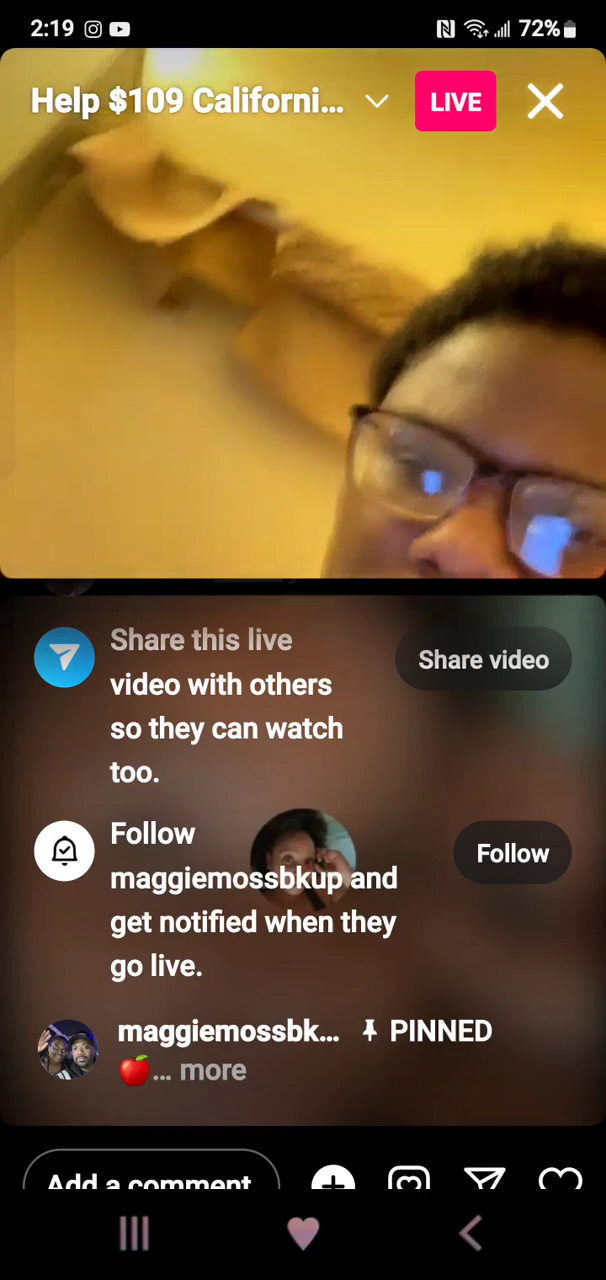 2:19 72%
Help $109 Californi... LIVE
Share this live
video with others
so they can watch
too.
Share video
Follow
maggiemossbkup and
get notified when they
go live.
Follow
maggiemossbk... PINNED
🍎... more
Add a comment